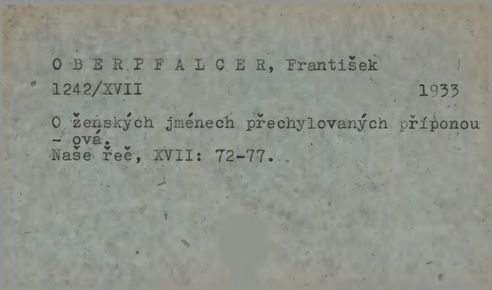 O B E R P F A L C E R, František
1242/XVII 1933
O ženských jménech přechylovaných příponou
- ová.
Naše řeč, XVII: 72-77.